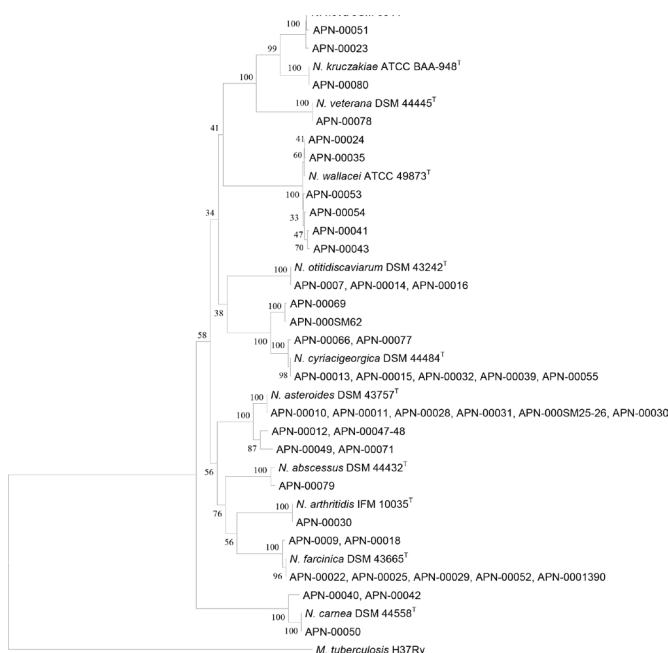 100
APN-00051
99
APN-00023
100
N. kruczakiae ATCC BAA-948ᵀ
100
APN-00080
100
N. veterana DSM 44445ᵀ
APN-00078
41
41
APN-00024
60
APN-00035
N. wallacei ATCC 49873ᵀ
100
APN-00053
33
APN-00054
34
47
APN-00041
70
APN-00043
100
N. otitidiscaviarum DSM 43242ᵀ
APN-0007, APN-00014, APN-00016
38
100
APN-00069
APN-000SM62
58
100
100
APN-00066, APN-00077
N. cyriacigeorgica DSM 44484ᵀ
98
APN-00013, APN-00015, APN-00032, APN-00039, APN-00055
N. asteroides DSM 43757ᵀ
100
APN-00010, APN-00011, APN-00028, APN-00031, APN-000SM25-26, APN-00030
APN-00012, APN-00047-48
87
APN-00049, APN-00071
56
100
N. abscessus DSM 44432ᵀ
APN-00079
76
100
N. arthritidis IFM 10035ᵀ
APN-00030
56
100
APN-0009, APN-00018
N. farcinica DSM 43665ᵀ
96
APN-00022, APN-00025, APN-00029, APN-00052, APN-0001390
APN-00040, APN-00042
100
N. carnea DSM 44558ᵀ
100
APN-00050
M. tuberculosis H37Rv